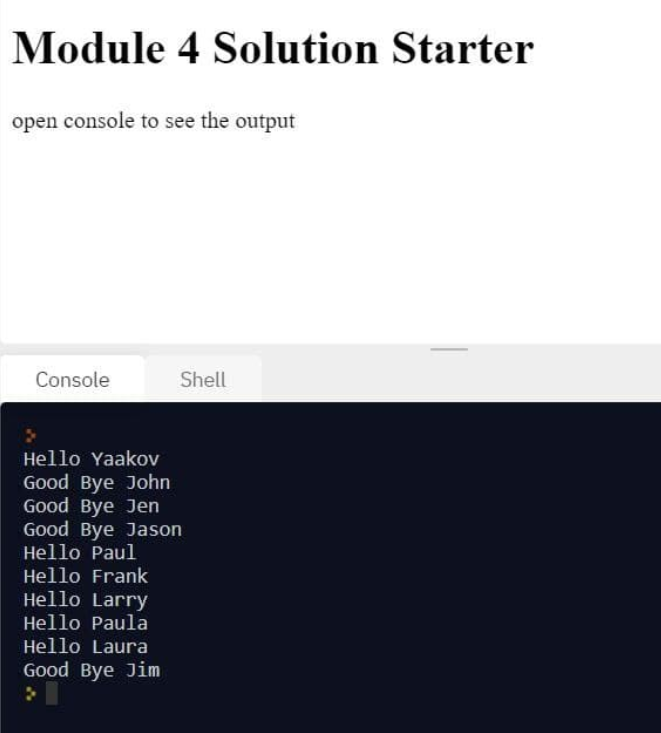 Module 4 Solution Starter
open console to see the output
Console
Shell
>
Hello Yaakov
Good Bye John
Good Bye Jen
Good Bye Jason
Hello Paul
Hello Frank
Hello Larry
Hello Paula
Hello Laura
Good Bye Jim
>